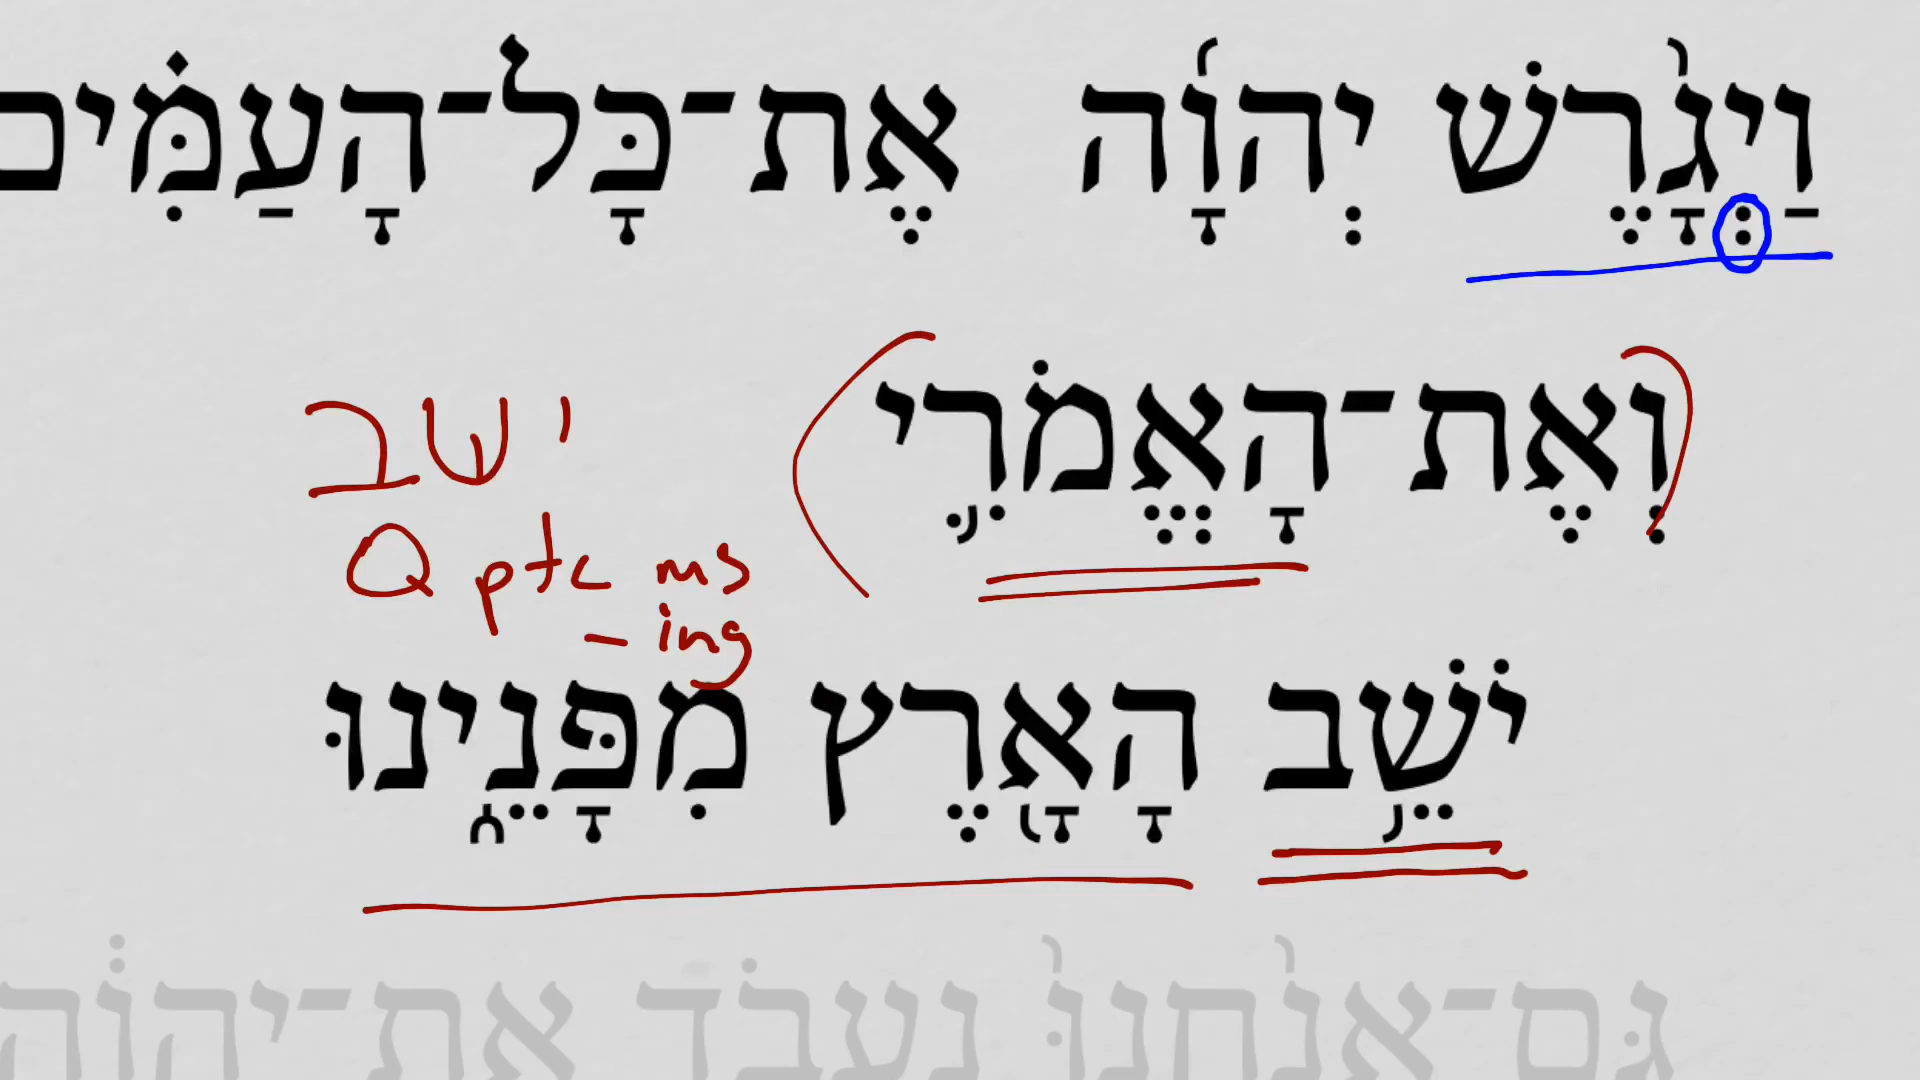 וַיְגָ֨רֶשׁ יְהוָ֜ה אֶת־כָּל־הָעַמִּ֗ים
וְאֶת־הָאֱמֹרִ֛י
ישב
Q ptc ms
- ing
יֹשֵׁ֥ב הָאָ֖רֶץ מִפָּנֵ֑ינוּ
גַּם־אֲנַ֙חְנוּ֙ נַעֲבֹ֣ד אֶת־יְהוָ֔ה